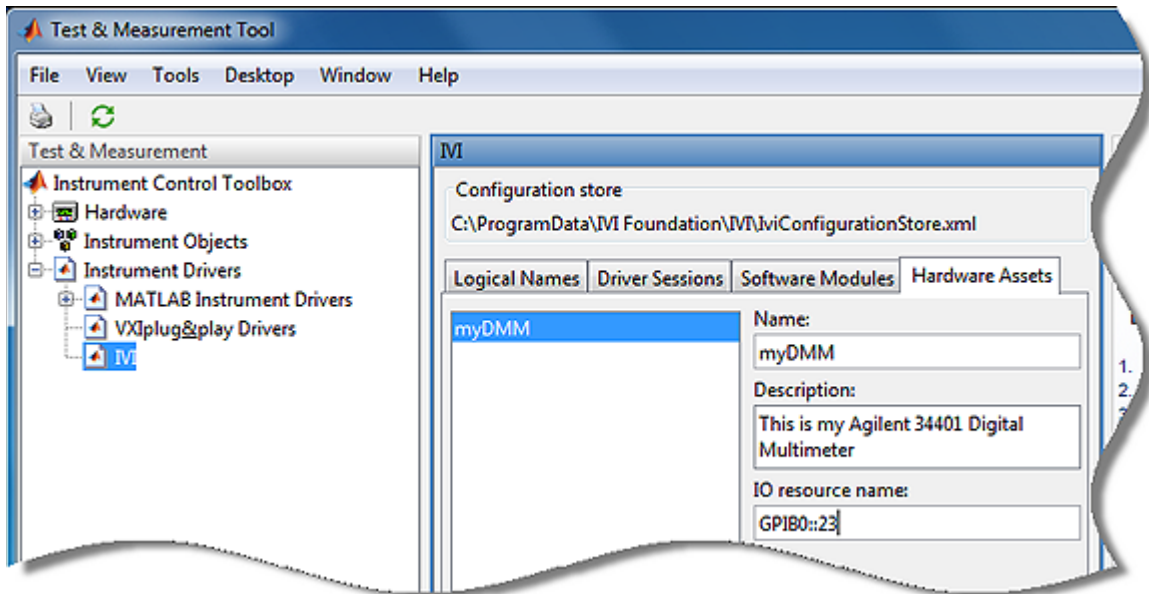 Test & Measurement Tool
File View Tools Desktop Window Help
Test & Measurement
Instrument Control Toolbox
Hardware
Instrument Objects
Instrument Drivers
MATLAB Instrument Drivers
VXIplug&play Drivers
IVI
IVI
Configuration store
C:\ProgramData\IVI Foundation\IVI\IviConfigurationStore.xml
Logical Names Driver Sessions Software Modules Hardware Assets
myDMM
Name:
myDMM
Description:
This is my Agilent 34401 Digital
Multimeter
IO resource name:
GPIB0::23
1.
2.